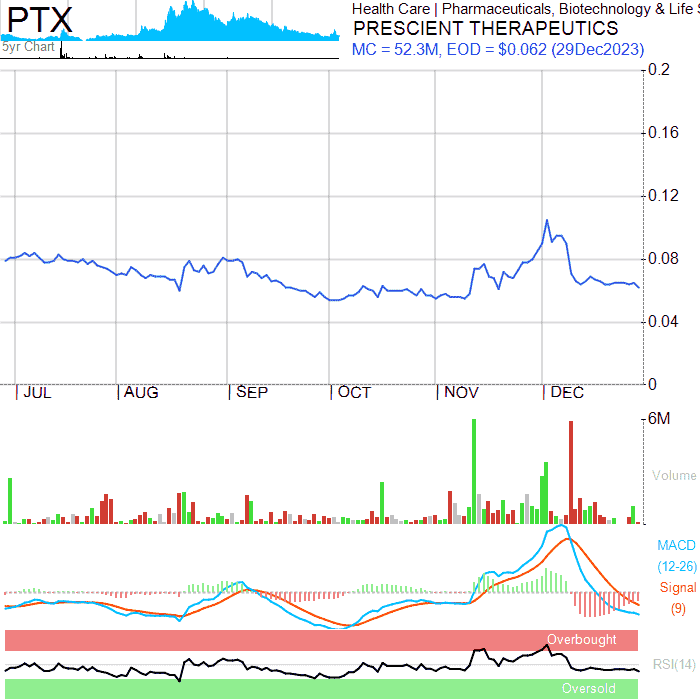 PTX
5yr Chart
Health Care | Pharmaceuticals, Biotechnology & Life S
PRESCIENT THERAPEUTICS
MC = 52.3M, EOD = $0.062 (29Dec2023)
0.2
0.16
0.12
0.08
0.04
0
JUL AUG SEP OCT NOV DEC
6M
Volume
MACD
(12-26)
Signal
(9)
Overbought
RSI(14)
Oversold